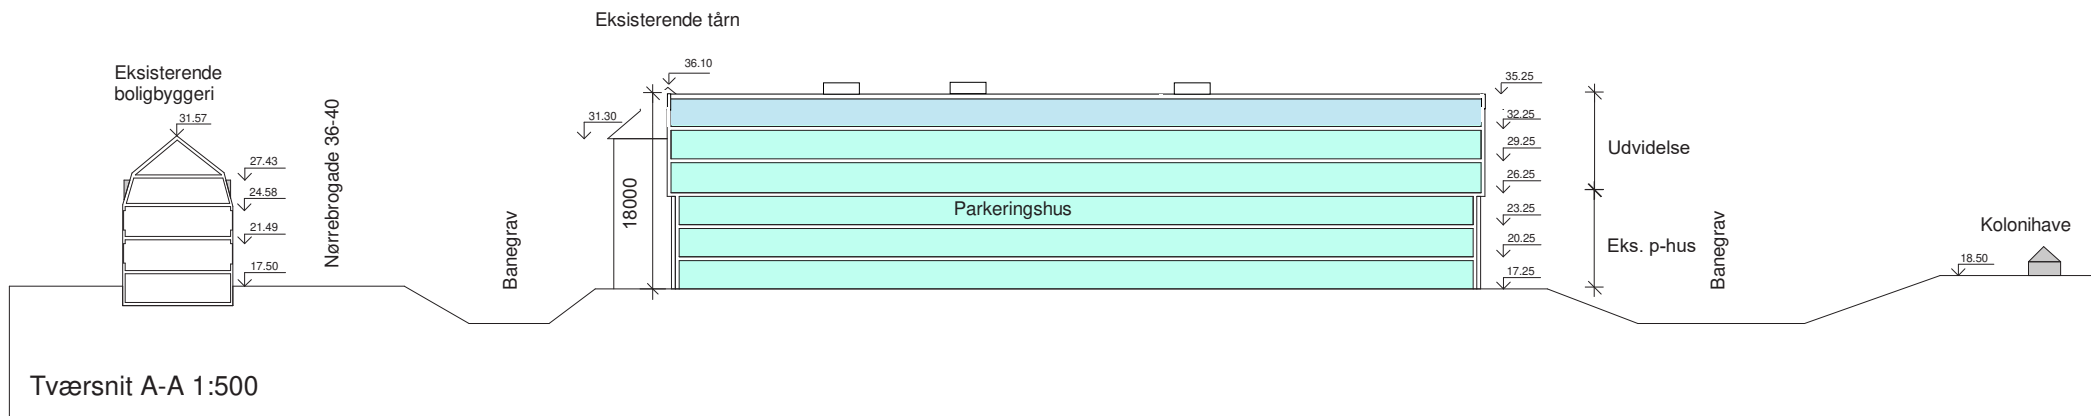 Eksisterende tårn
Eksisterende
boligbyggeri
31.57
27.43
24.58
21.49
17.50
Nørrebrogade 36-40
Banegrav
36.10
31.30
18000
Parkeringshus
35.25
32.25
29.25
26.25
23.25
20.25
17.25
Udvidelse
Eks. p-hus
Banegrav
Kolonihave
18.50
Tværsnit A-A 1:500